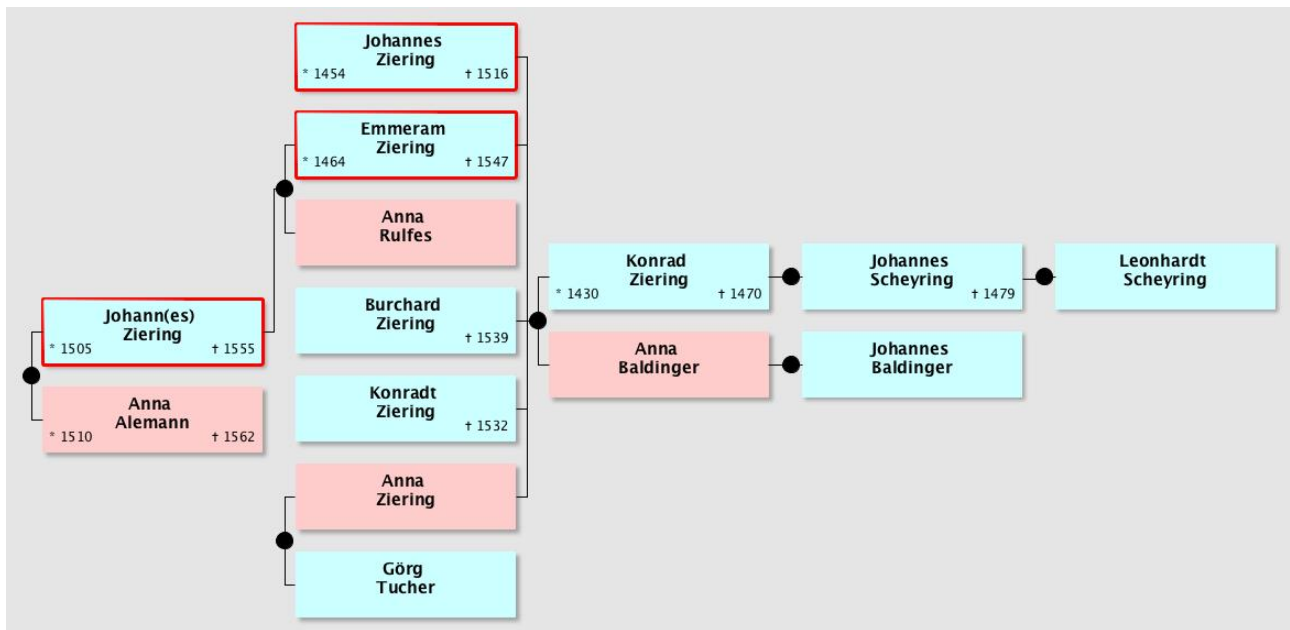 Johannes
Ziering
* 1454 † 1516
Emmeram
Ziering
* 1464 † 1547
Anna
Rulfes
Johann(es)
Ziering
* 1505 † 1555
Anna
Alemann
* 1510 † 1562
Burchard
Ziering
† 1539
Konradt
Ziering
† 1532
Anna
Ziering
Görg
Tucher
Konrad
Ziering
* 1430 † 1470
Anna
Baldinger
Johannes
Scheyring
† 1479
Johannes
Baldinger
Leonhardt
Scheyring